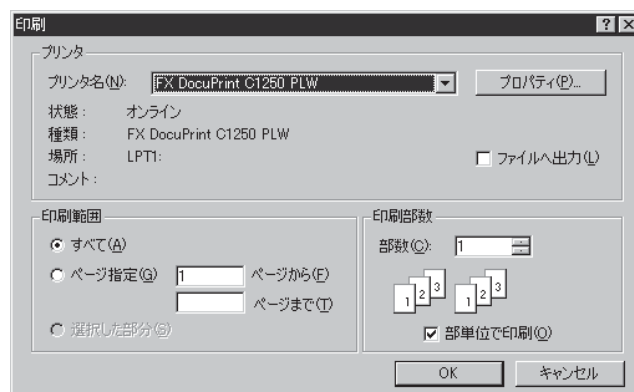 印刷
プリンタ
プリンタ名(N): FX DocuPrint C1250 PLW プロパティ(P)...
状態： オンライン
種類： FX DocuPrint C1250 PLW
場所： LPT1: ファイルへ出力(L)
コメント：
印刷範囲
すべて(A)
ページ指定(G) 1 ページから(F)
ページまで(T)
選択した部分(S)
印刷部数
部数(C): 1
1 2 3 1 2 3
部単位で印刷(O)
OK キャンセル